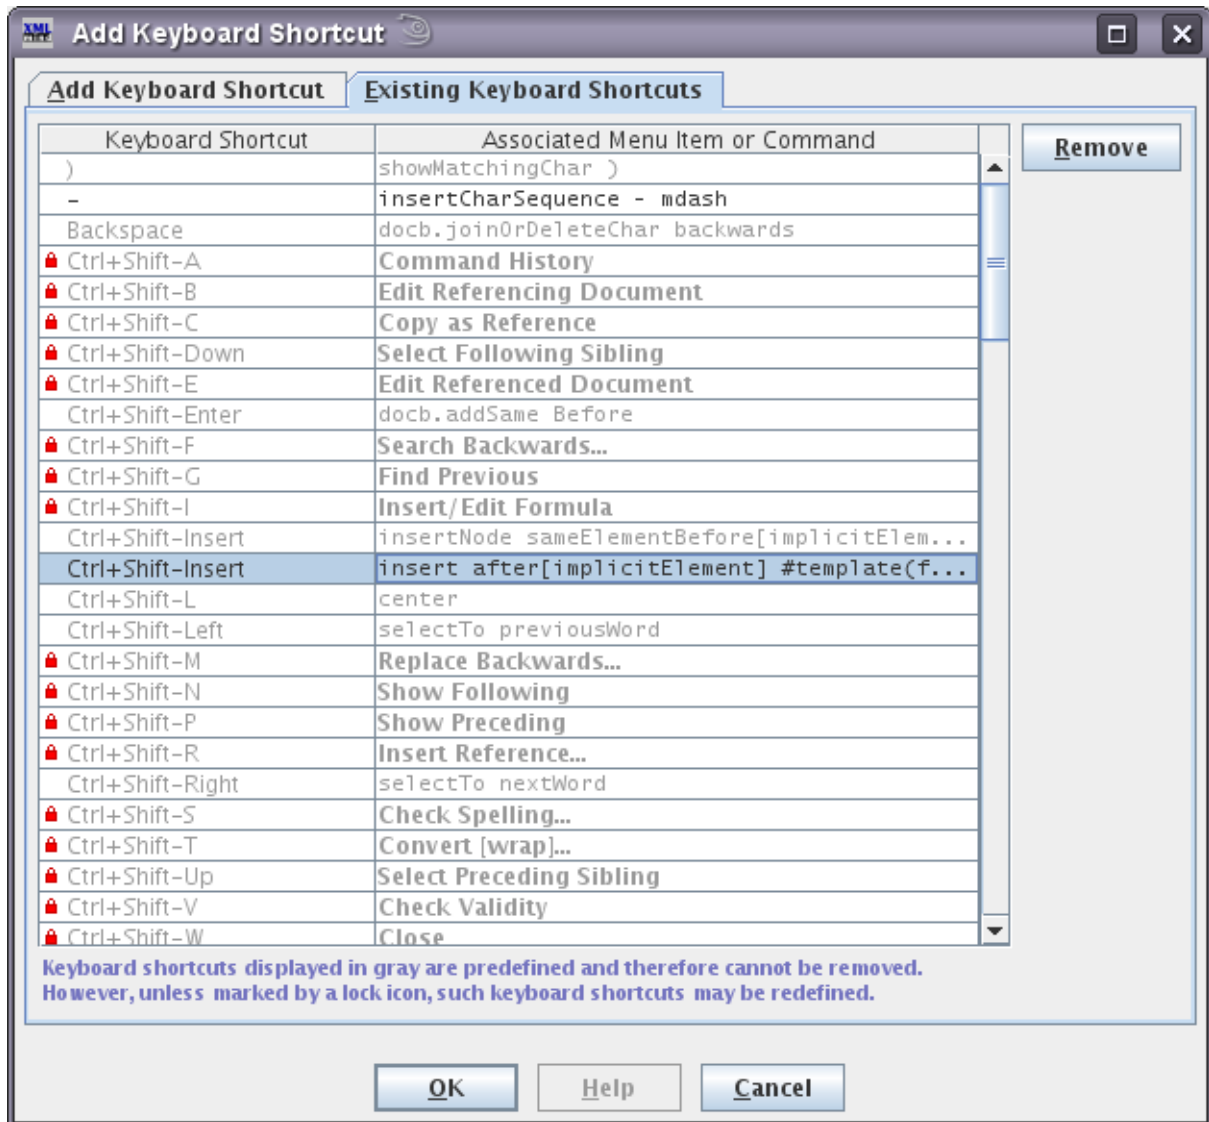 XML
Add Keyboard Shortcut
Add Keyboard Shortcut Existing Keyboard Shortcuts
Keyboard Shortcut Associated Menu Item or Command
Remove
) showMatchingChar )
- insertCharSequence - mdash
Backspace docb.joinOrDeleteChar backwards
Ctrl+Shift-A Command History
Ctrl+Shift-B Edit Referencing Document
Ctrl+Shift-C Copy as Reference
Ctrl+Shift-Down Select Following Sibling
Ctrl+Shift-E Edit Referenced Document
Ctrl+Shift-Enter docb.addSame Before
Ctrl+Shift-F Search Backwards...
Ctrl+Shift-G Find Previous
Ctrl+Shift-I Insert/Edit Formula
Ctrl+Shift-Insert insertNode sameElementBefore[implicitElem...
Ctrl+Shift-Insert insert after[implicitElement] #template(f...
Ctrl+Shift-L center
Ctrl+Shift-Left selectTo previousWord
Ctrl+Shift-M Replace Backwards...
Ctrl+Shift-N Show Following
Ctrl+Shift-P Show Preceding
Ctrl+Shift-R Insert Reference...
Ctrl+Shift-Right selectTo nextWord
Ctrl+Shift-S Check Spelling...
Ctrl+Shift-T Convert [wrap]...
Ctrl+Shift-Up Select Preceding Sibling
Ctrl+Shift-V Check Validity
Ctrl+Shift-W Close
Keyboard shortcuts displayed in gray are predefined and therefore cannot be removed.
However, unless marked by a lock icon, such keyboard shortcuts may be redefined.
OK Help Cancel